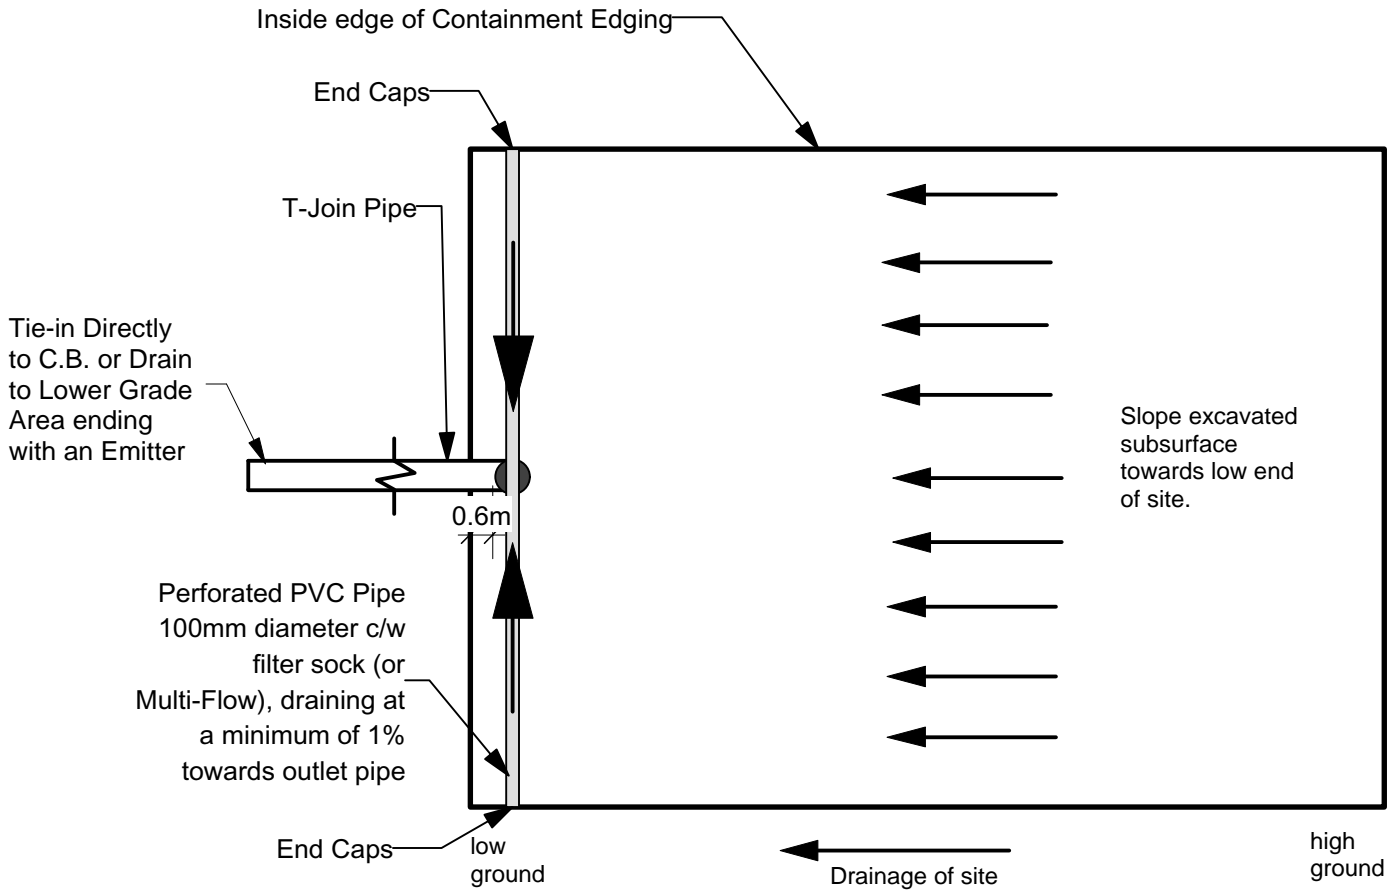 Inside edge of Containment Edging
End Caps
T-Join Pipe
Tie-in Directly
to C.B. or Drain
to Lower Grade
Area ending
with an Emitter
Slope excavated
subsurface
towards low end
of site.
0.6m
Perforated PVC Pipe
100mm diameter c/w
filter sock (or
Multi-Flow), draining at
a minimum of 1%
towards outlet pipe
End Caps
low
ground
Drainage of site
high
ground